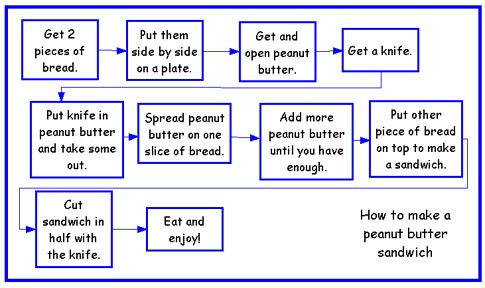 Get 2
pieces of
bread.
Put them
side by side
on a plate.
Get and
open peanut
butter.
Get a knife.
Put knife in
peanut butter
and take some
out.
Spread peanut
butter on one
slice of bread.
Add more
peanut butter
until you have
enough.
Put other
piece of bread
on top to make
a sandwich.
Cut
sandwich in
half with
the knife.
Eat and
enjoy!
How to make a
peanut butter
sandwich